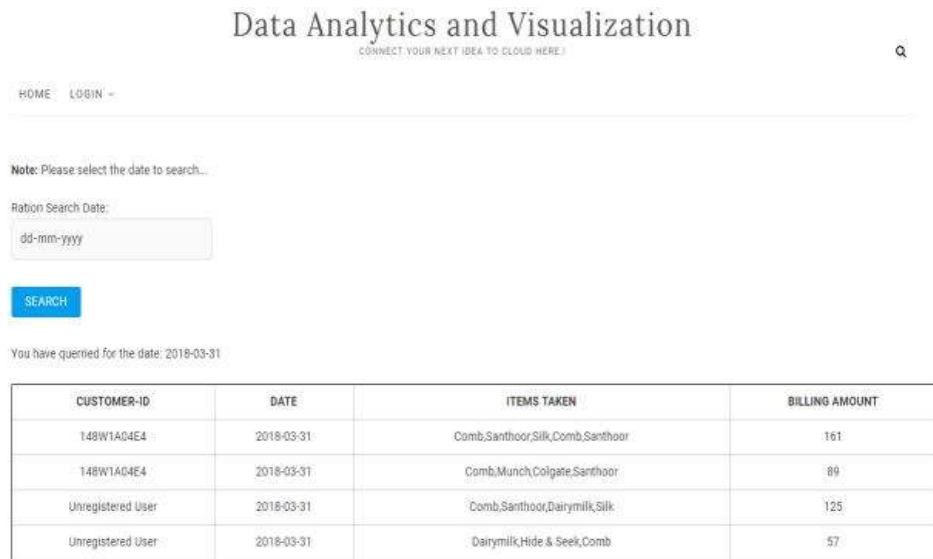 Data Analytics and Visualization
CONNECT YOUR NEXT IDEA TO CLOUD HERE.!
HOME LOGIN
Note: Please select the date to search...
Ration Search Date:
dd-mm-yyyy
SEARCH
You have querried for the date: 2018-03-31
CUSTOMER-ID DATE ITEMS TAKEN BILLING AMOUNT
148W1A04E4 2018-03-31 Comb,Santhoor,Silk,Comb,Santhoor 161
148W1A04E4 2018-03-31 Comb,Munch,Colgate,Santhoor 89
Unregistered User 2018-03-31 Comb,Santhoor,Dairymilk,Silk 125
Unregistered User 2018-03-31 Dairymilk,Hide & Seek,Comb 57